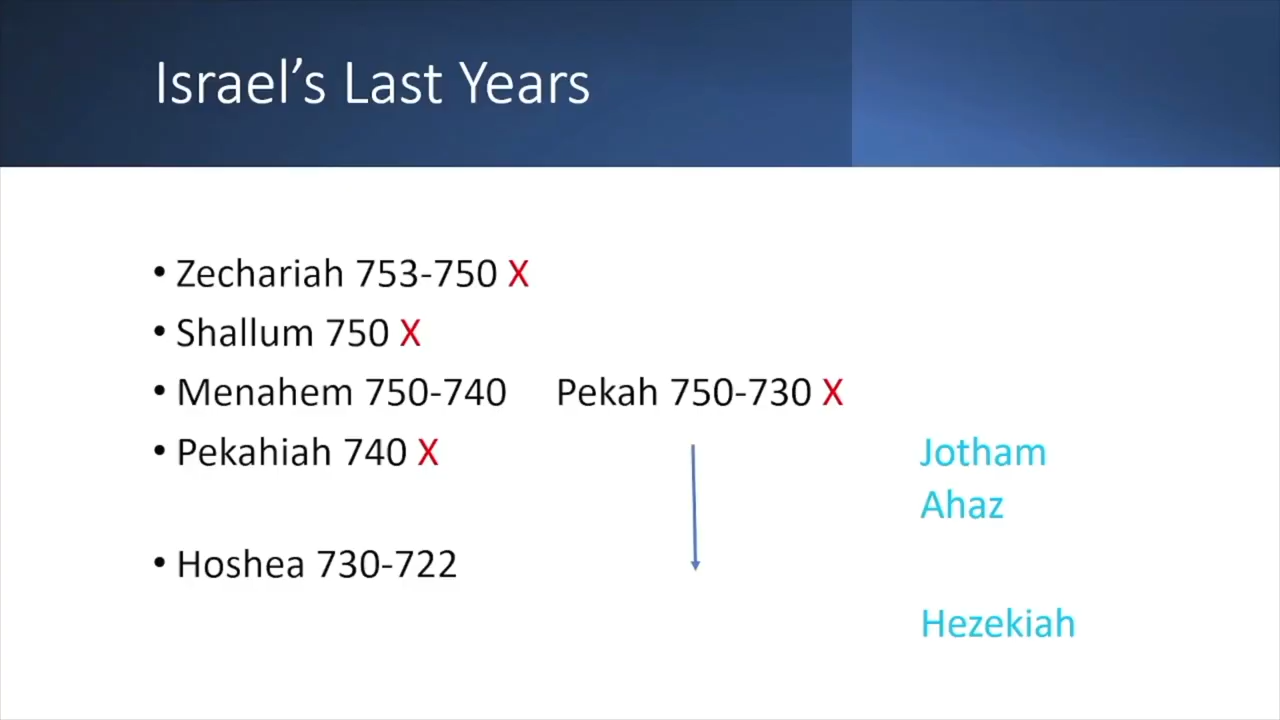 Israel’s Last Years
• Zechariah 753-750 X
• Shallum 750 X
• Menahem 750-740 Pekah 750-730 X
• Pekahiah 740 X Jotham
Ahaz
• Hoshea 730-722
Hezekiah